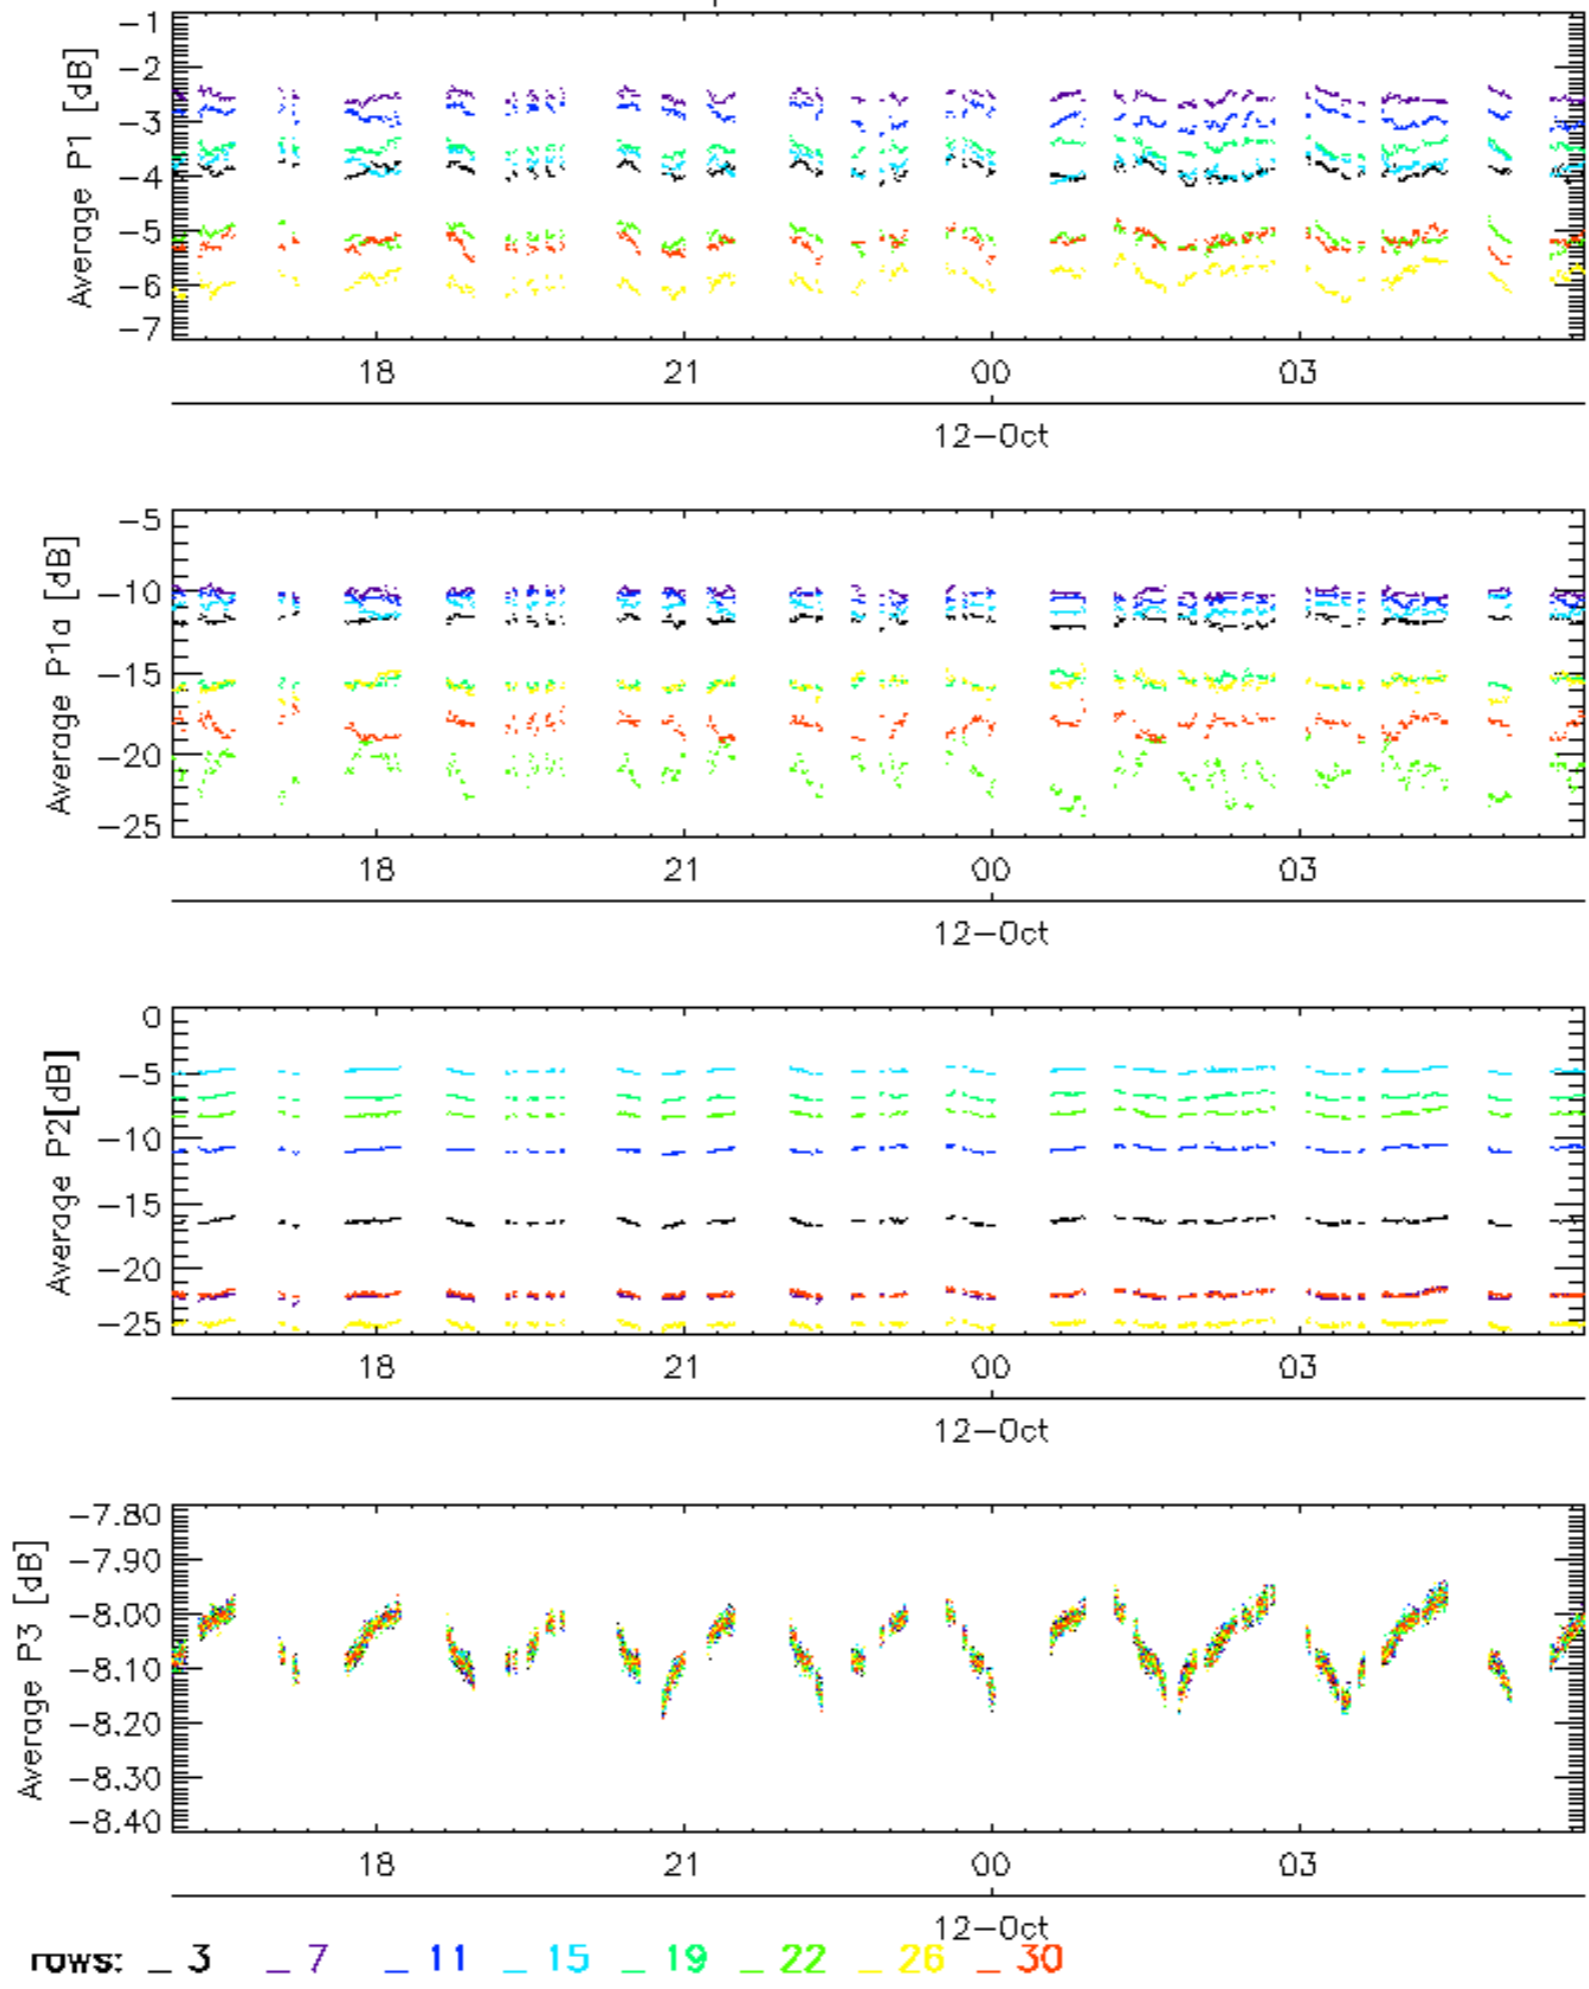 Average P1 [dB]
-1
-2
-3
-4
-5
-6
-7
18 21 00 03
12-Oct
Average P1a [dB]
-5
-10
-15
-20
-25
18 21 00 03
12-Oct
Average P2[dB]
0
-5
-10
-15
-20
-25
18 21 00 03
12-Oct
Average P3 [dB]
-7.80
-7.90
-8.00
-8.10
-8.20
-8.30
-8.40
18 21 00 03
12-Oct
rows: _ 3 _ 7 _ 11 _ 15 _ 19 _ 22 _ 26 _ 30